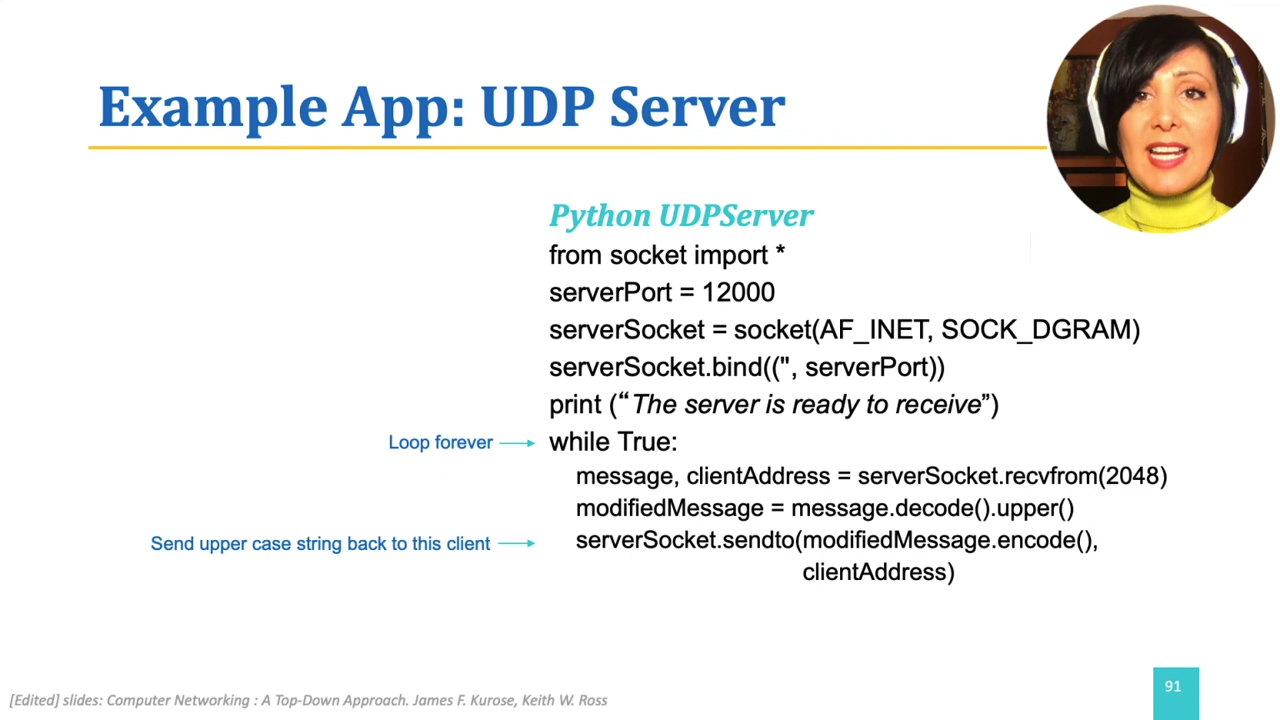 Example App: UDP Server
Python UDPServer
from socket import *
serverPort = 12000
serverSocket = socket(AF_INET, SOCK_DGRAM)
serverSocket.bind(('', serverPort))
print (“The server is ready to receive”)
Loop forever
while True:
message, clientAddress = serverSocket.recvfrom(2048)
modifiedMessage = message.decode().upper()
Send upper case string back to this client
serverSocket.sendto(modifiedMessage.encode(),
clientAddress)
[Edited] slides: Computer Networking : A Top-Down Approach. James F. Kurose, Keith W. Ross
91